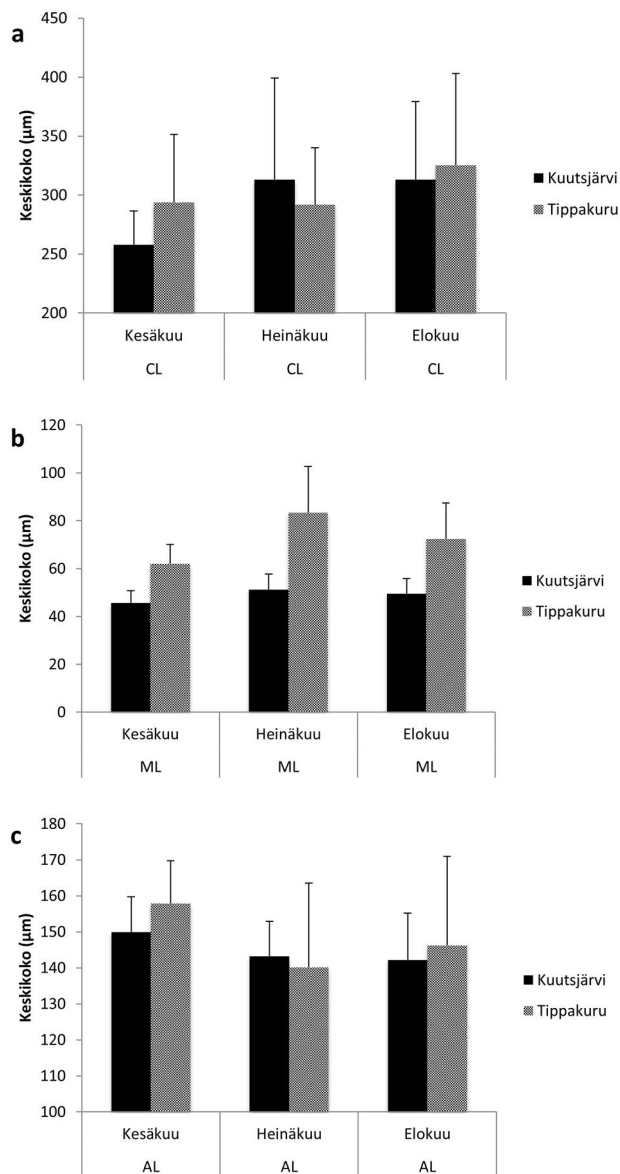 a
Keskikoko (µm)
450
400
350
300
250
200
Kesäkuu Heinäkuu Elokuu
CL CL CL
Kuutsjärvi
Tippakuru
b
Keskikoko (µm)
120
100
80
60
40
20
0
Kesäkuu Heinäkuu Elokuu
ML ML ML
Kuutsjärvi
Tippakuru
c
Keskikoko (µm)
180
170
160
150
140
130
120
110
100
Kesäkuu Heinäkuu Elokuu
AL AL AL
Kuutsjärvi
Tippakuru